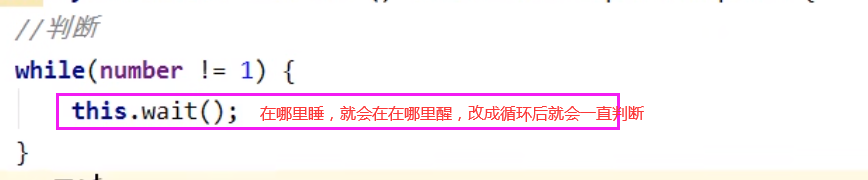 //判断
while(number != 1) {
this.wait(); 在哪里睡，就会在在哪里醒，改成循环后就会一直判断
}